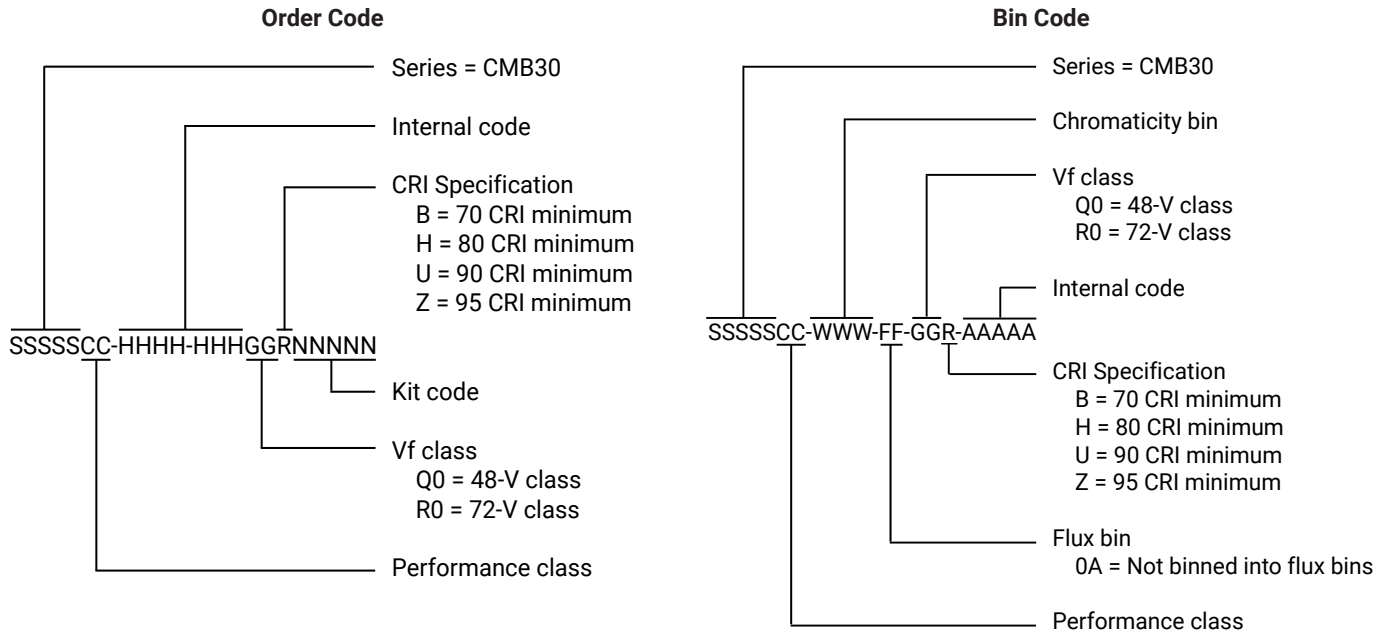 Order Code
Series = CMB30
Internal code
CRI Specification
B = 70 CRI minimum
H = 80 CRI minimum
U = 90 CRI minimum
Z = 95 CRI minimum
SSSSSCC-HHHH-HHHGGRNNNNN
Kit code
Vf class
Q0 = 48-V class
R0 = 72-V class
Performance class
Bin Code
Series = CMB30
Chromaticity bin
Vf class
Q0 = 48-V class
R0 = 72-V class
Internal code
SSSSSCC-WWW-FF-GGR-AAAAA
CRI Specification
B = 70 CRI minimum
H = 80 CRI minimum
U = 90 CRI minimum
Z = 95 CRI minimum
Flux bin
0A = Not binned into flux bins
Performance class